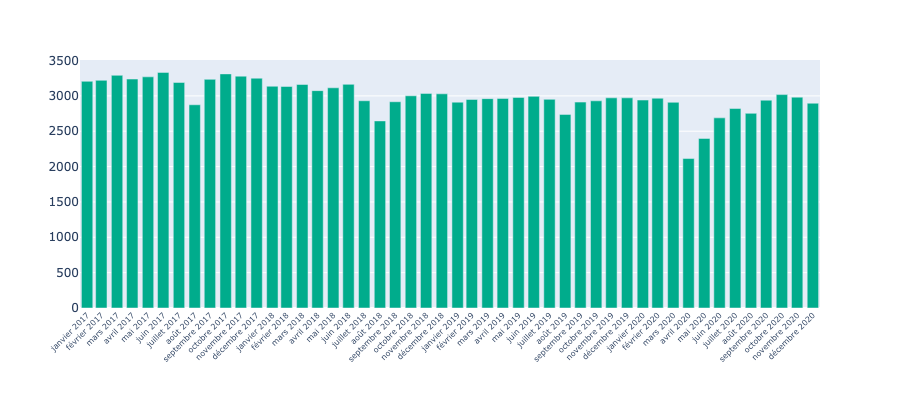 3500
3000
2500
2000
1500
1000
500
0
janvier 2017
février 2017
mars 2017
avril 2017
mai 2017
juin 2017
juillet 2017
août 2017
septembre 2017
octobre 2017
novembre 2017
décembre 2017
janvier 2018
février 2018
mars 2018
avril 2018
mai 2018
juin 2018
juillet 2018
août 2018
septembre 2018
octobre 2018
novembre 2018
décembre 2018
janvier 2019
février 2019
mars 2019
avril 2019
mai 2019
juin 2019
juillet 2019
août 2019
septembre 2019
octobre 2019
novembre 2019
décembre 2019
janvier 2020
février 2020
mars 2020
avril 2020
mai 2020
juin 2020
juillet 2020
août 2020
septembre 2020
octobre 2020
novembre 2020
décembre 2020